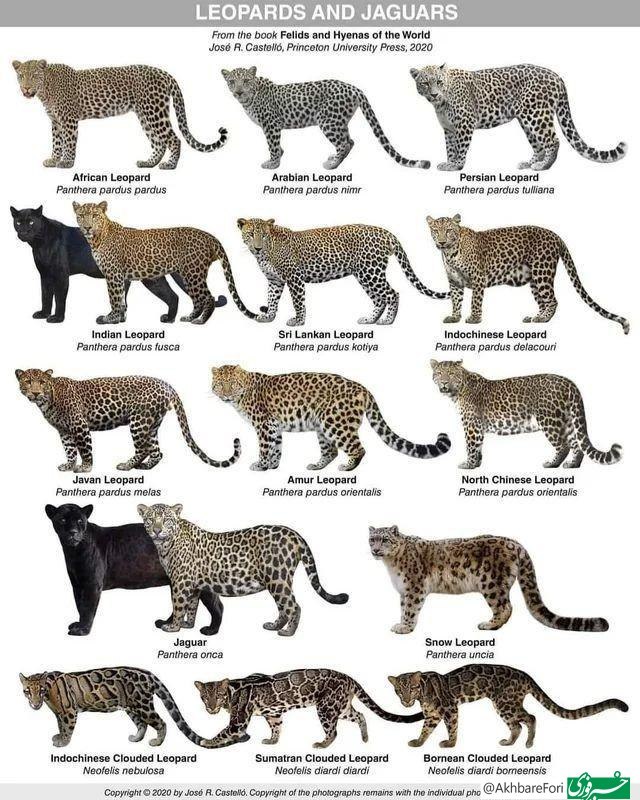 LEOPARDS AND JAGUARS
From the book Felids and Hyenas of the World
José R. Castelló, Princeton University Press, 2020
African Leopard
Panthera pardus pardus
Arabian Leopard
Panthera pardus nimr
Persian Leopard
Panthera pardus tulliana
Indian Leopard
Panthera pardus fusca
Sri Lankan Leopard
Panthera pardus kotiya
Indochinese Leopard
Panthera pardus delacouri
Javan Leopard
Panthera pardus melas
Amur Leopard
Panthera pardus orientalis
North Chinese Leopard
Panthera pardus orientalis
Jaguar
Panthera onca
Snow Leopard
Panthera uncia
Indochinese Clouded Leopard
Neofelis nebulosa
Sumatran Clouded Leopard
Neofelis diardi diardi
Bornean Clouded Leopard
Neofelis diardi borneensis
Copyright © 2020 by José R. Castelló. Copyright of the photographs remains with the individual pho
@AkhbareFori
خبرفوری